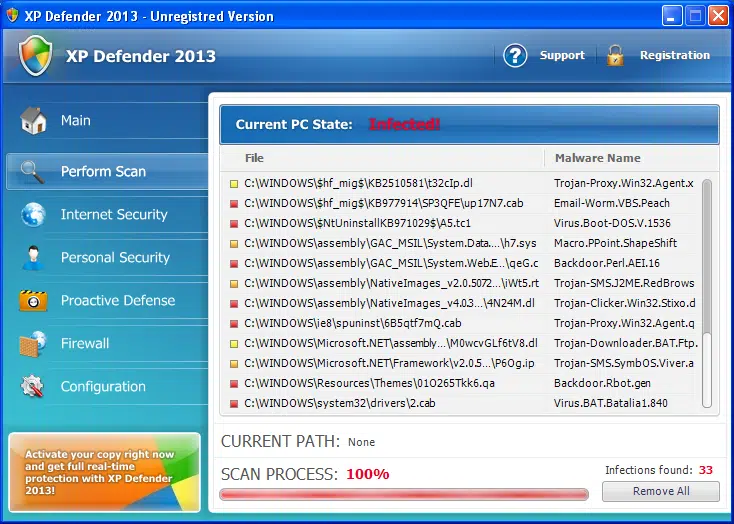 XP Defender 2013 - Unregistred Version
XP Defender 2013
Support
Registration
Main
Perform Scan
Internet Security
Personal Security
Proactive Defense
Firewall
Configuration
Activate your copy right now
and get full real-time
protection with XP Defender
2013!
Current PC State: Infected!
File Malware Name
C:\WINDOWS\$hf_mig$\KB2510581\t32cIp.dl Trojan-Proxy.Win32.Agent.x
C:\WINDOWS\$hf_mig$\KB977914\SP3QFE\up17N7.cab Email-Worm.VBS.Peach
C:\WINDOWS\$NtUninstallKB971029$\A5.tc1 Virus.Boot-DOS.V.1536
C:\WINDOWS\assembly\GAC_MSIL\System.Data...\h7.sys Macro.PPoint.ShapeShift
C:\WINDOWS\assembly\GAC_MSIL\System.Web.E...\qeG.c Backdoor.Perl.AEI.16
C:\WINDOWS\assembly\NativeImages_v2.0.5072...\iWt5.rt Trojan-SMS.J2ME.RedBrows
C:\WINDOWS\assembly\NativeImages_v4.0.3...\4N24M.dl Trojan-Clicker.Win32.Stixo.d
C:\WINDOWS\ie8\spuninst\6B5qtf7mQ.cab Trojan-Proxy.Win32.Agent.q
C:\WINDOWS\Microsoft.NET\assembly...\M0wcvGLf6tV8.dl Trojan-Downloader.BAT.Ftp.
C:\WINDOWS\Microsoft.NET\Framework\v2.0.5...\P6Og.ip Trojan-SMS.SymbOS.Viver.a
C:\WINDOWS\Resources\Themes\01O265Tkk6.qa Backdoor.Rbot.gen
C:\WINDOWS\system32\drivers\2.cab Virus.BAT.Batalia1.840
CURRENT PATH: None
SCAN PROCESS: 100%
Infections found: 33
Remove All